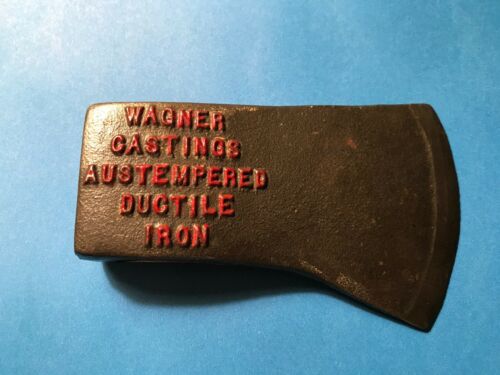 WAGNER
CASTINGS
AUSTEMPERED
DUCTILE
IRON